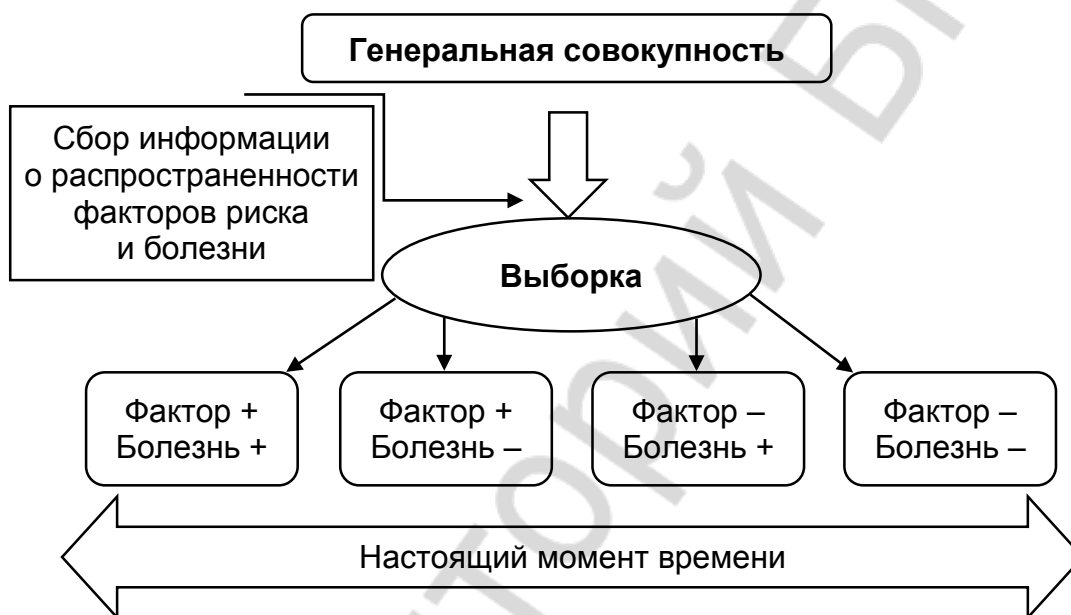 Генеральная совокупность
Сбор информации
о распространенности
факторов риска
и болезни
Выборка
Фактор +
Болезнь +
Фактор +
Болезнь –
Фактор –
Болезнь +
Фактор –
Болезнь –
Настоящий момент времени